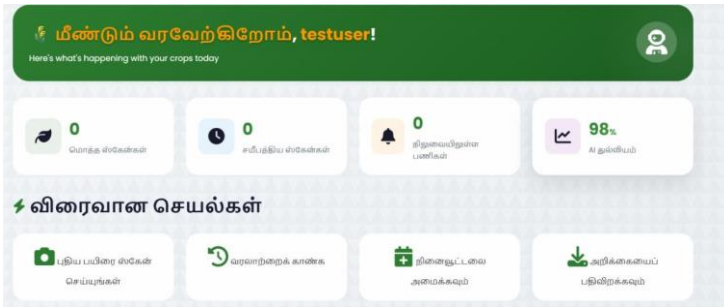 மீண்டும் வரவேற்கிறோம், testuser!
Here's what's happening with your crops today
0
மொத்த ஸ்கேன்கள்
0
சமீபத்திய ஸ்கேன்கள்
0
நிலுவையிலுள்ள
பணிகள்
98%
AI துல்லியம்
விரைவான செயல்கள்
புதிய பயிரை ஸ்கேன்
செய்யுங்கள்
வரலாற்றைக் காண்க
நினைவூட்டலை
அமைக்கவும்
அறிக்கையைப்
பதிவிறக்கவும்